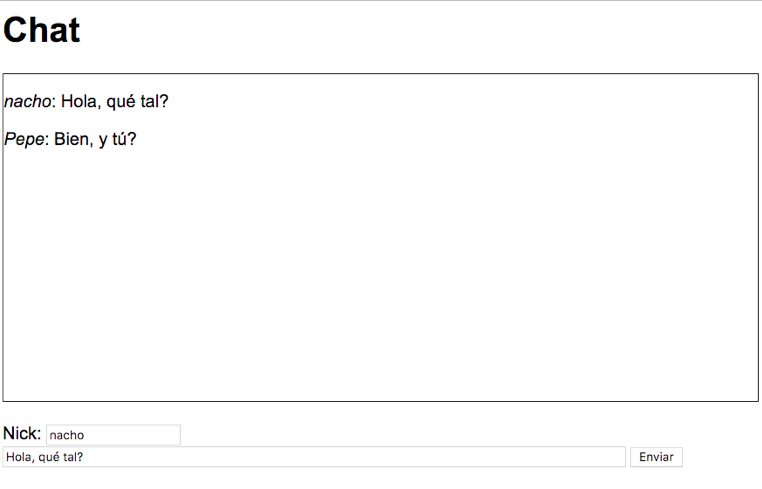 Chat
nacho: Hola, qué tal?
Pepe: Bien, y tú?
Nick: nacho
Hola, qué tal? Enviar